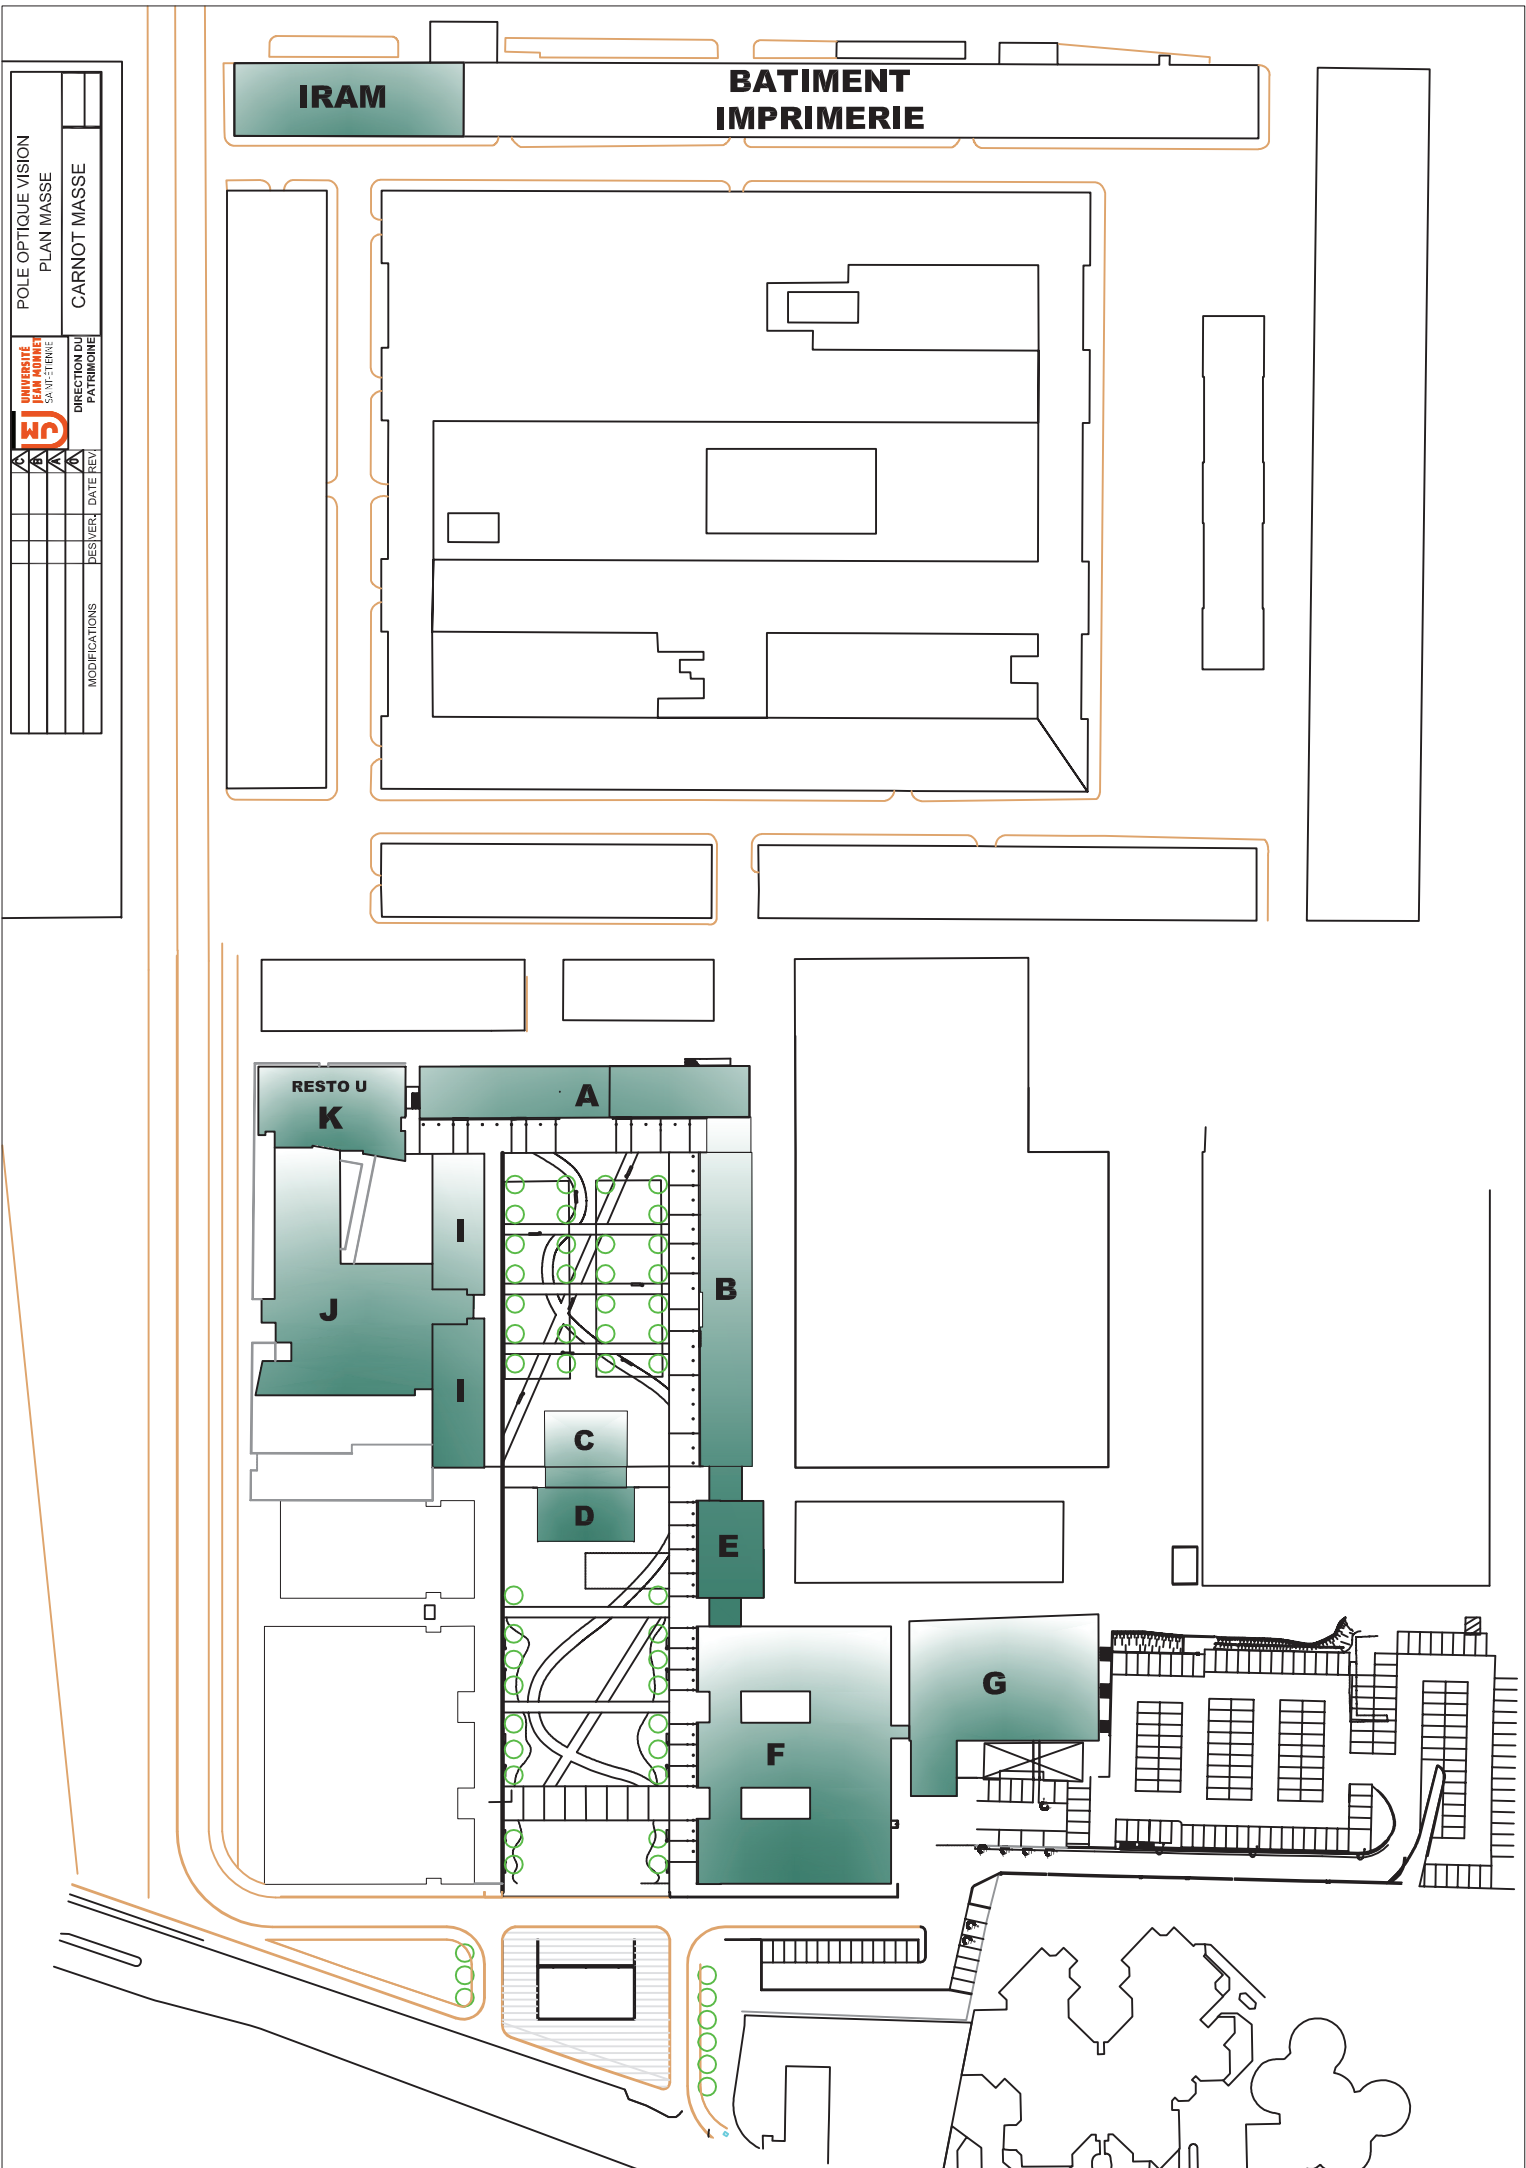 IRAM
BATIMENT
IMPRIMERIE
POLE OPTIQUE VISION
PLAN MASSE
CARNOT MASSE
UNIVERSITÉ
JEAN MONNET
SAINT-ÉTIENNE
DIRECTION DU
PATRIMOINE
C
B
A
0
REV.
DATE
VER.
DES
MODIFICATIONS
RESTO U
K
A
I
B
J
I
C
D
E
G
F